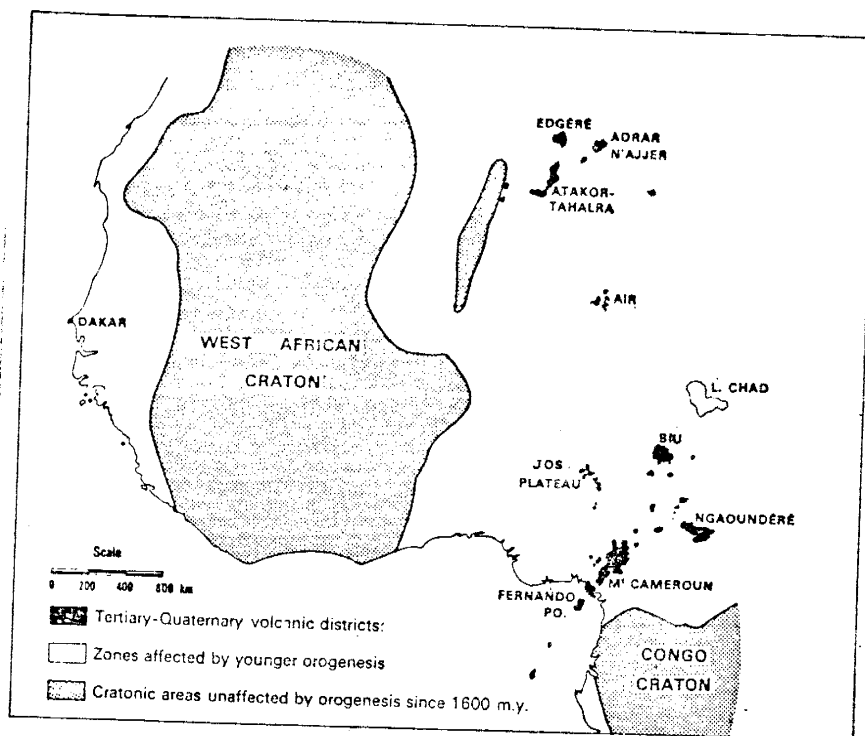 EDGÉRÉ
ADRAR
N'AJJER
ATAKOR-
TAHALRA
AIR
DAKAR
WEST AFRICAN
CRATON
L. CHAD
BIU
JOS
PLATEAU
NGAOUNDÉRÉ
Mt CAMEROUN
FERNANDO
PO.
CONGO
CRATON
Scale
0 200 400 600 km
Tertiary-Quaternary volcanic districts:
Zones affected by younger orogenesis
Cratonic areas unaffected by orogenesis since 1600 m.y.